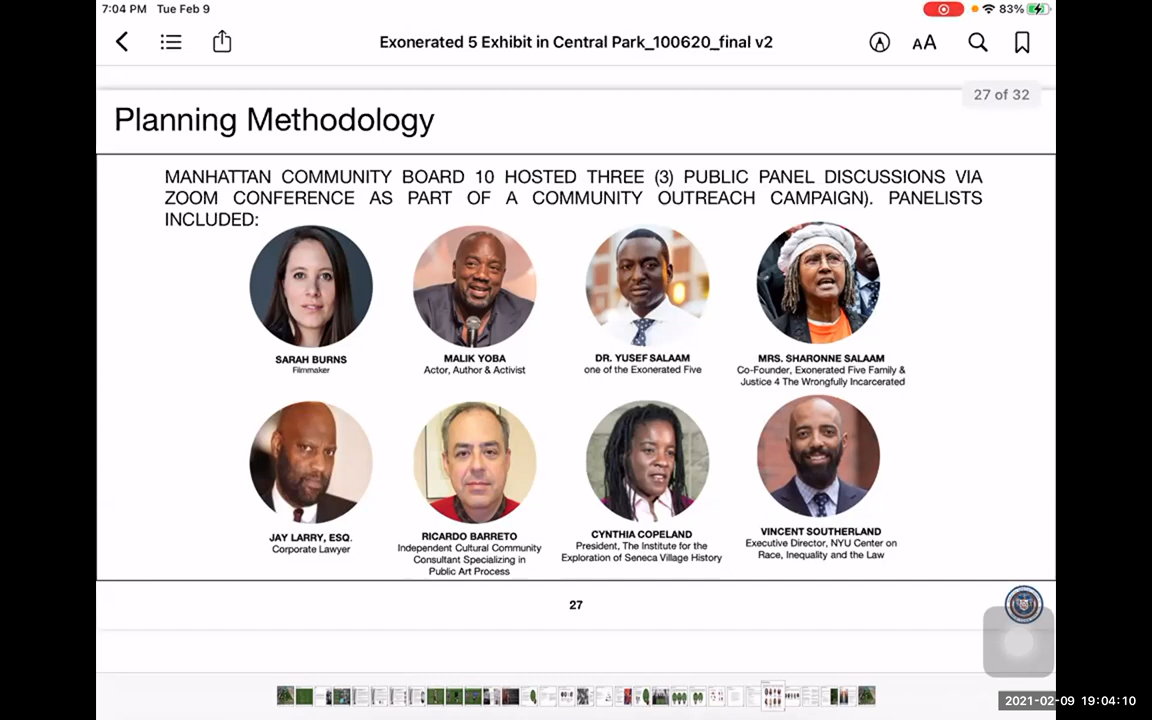 7:04 PM Tue Feb 9
83%
Exonerated 5 Exhibit in Central Park_100620_final v2
AA
27 of 32
Planning Methodology
MANHATTAN COMMUNITY BOARD 10 HOSTED THREE (3) PUBLIC PANEL DISCUSSIONS VIA
ZOOM CONFERENCE AS PART OF A COMMUNITY OUTREACH CAMPAIGN). PANELISTS
INCLUDED:
SARAH BURNS
Filmmaker
MALIK YOBA
Actor, Author & Activist
DR. YUSEF SALAAM
one of the Exonerated Five
MRS. SHARONNE SALAAM
Co-Founder, Exonerated Five Family &
Justice 4 The Wrongfully Incarcerated
JAY LARRY, ESQ.
Corporate Lawyer
RICARDO BARRETO
Independent Cultural Community
Consultant Specializing in
Public Art Process
CYNTHIA COPELAND
President, The Institute for the
Exploration of Seneca Village History
VINCENT SOUTHERLAND
Executive Director, NYU Center on
Race, Inequality and the Law
27
2021-02-09 19:04:10